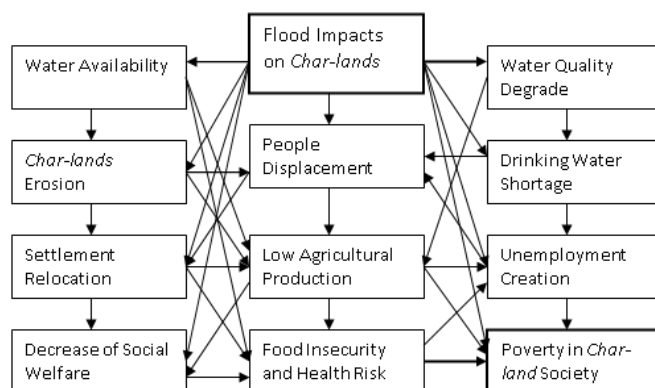 Flood Impacts
on Char-lands
Water Availability
Water Quality
Degrade
Char-lands
Erosion
People
Displacement
Drinking Water
Shortage
Settlement
Relocation
Low Agricultural
Production
Unemployment
Creation
Decrease of Social
Welfare
Food Insecurity
and Health Risk
Poverty in Char-
land Society